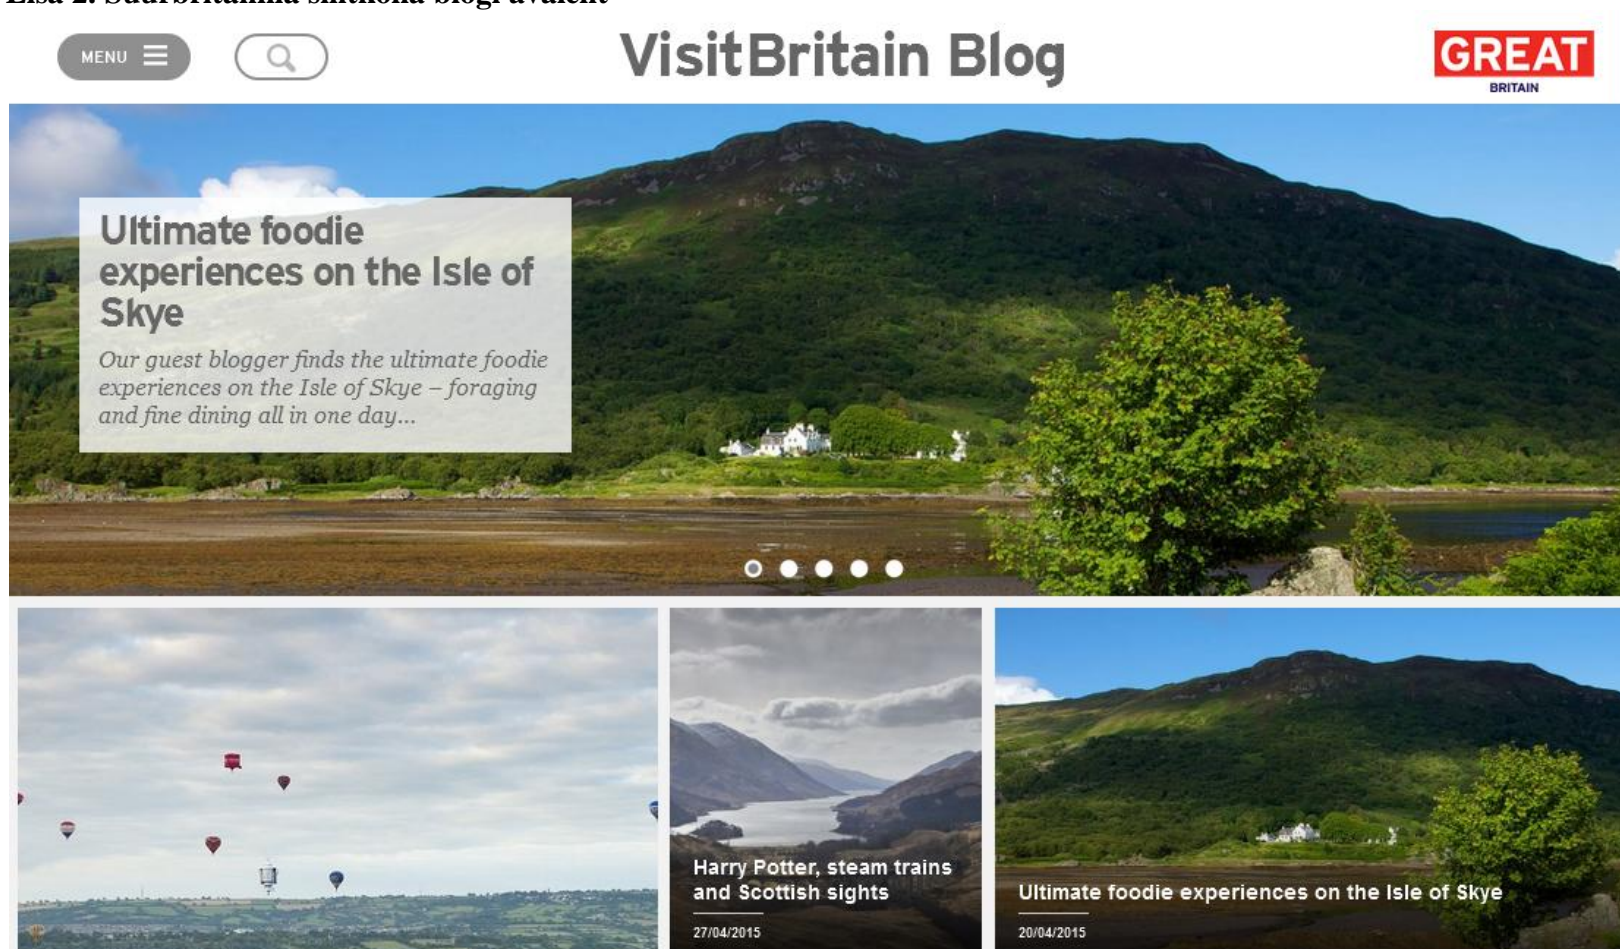 MENU
VisitBritain Blog
GREAT
BRITAIN
Ultimate foodie
experiences on the Isle of
Skye
Our guest blogger finds the ultimate foodie
experiences on the Isle of Skye – foraging
and fine dining all in one day...
Harry Potter, steam trains
and Scottish sights
27/04/2015
Ultimate foodie experiences on the Isle of Skye
20/04/2015